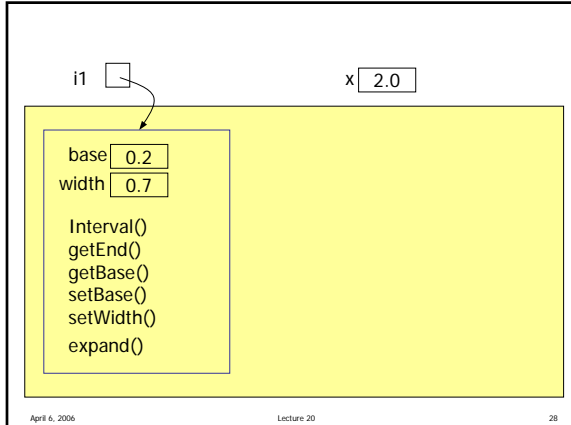 i1 x 2.0
base 0.2
width 0.7
Interval()
getEnd()
getBase()
setBase()
setWidth()
expand()
April 6, 2006 Lecture 20 28